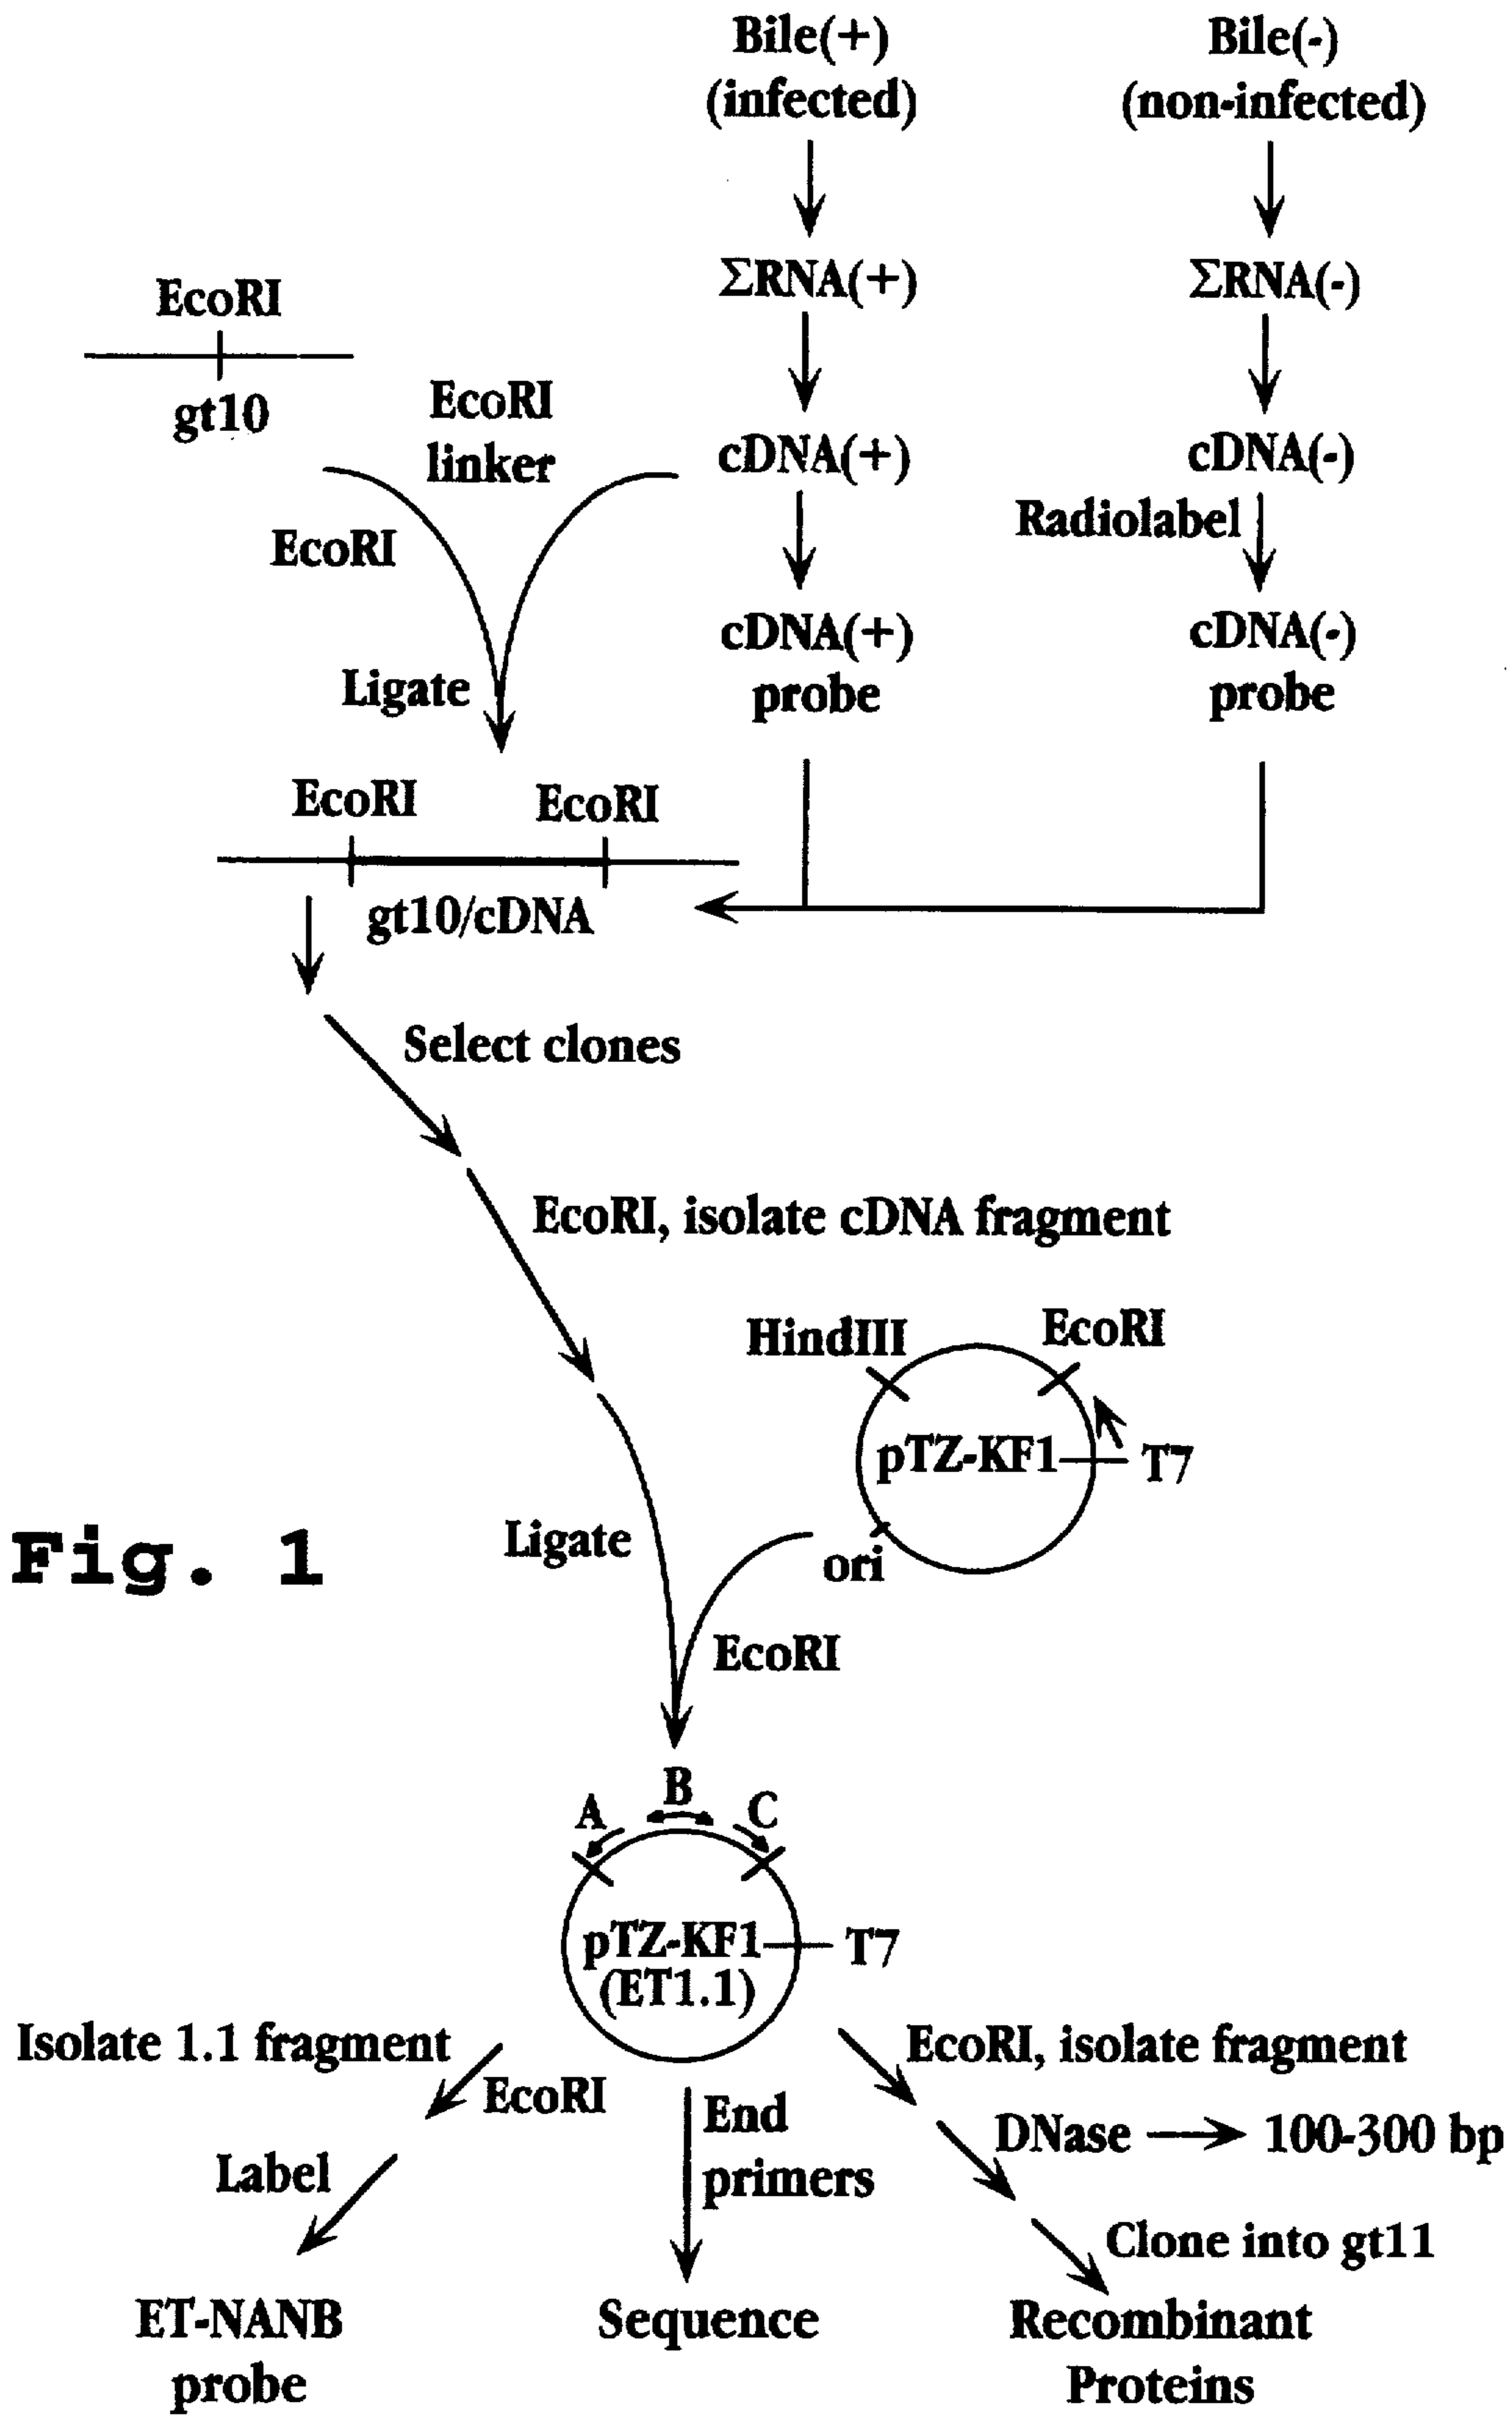 Bile(+)
(infected)
Bile(-)
(non-infected)
ΣRNA(+)
ΣRNA(-)
EcoRI
gt10
EcoRI
linker
cDNA(+)
cDNA(-)
Radiolabel
EcoRI
cDNA(+)
probe
cDNA(-)
probe
Ligate
EcoRI
EcoRI
gt10/cDNA
Select clones
EcoRI, isolate cDNA fragment
HindIII
EcoRI
pTZ-KF1
T7
ori
Ligate
Fig. 1
EcoRI
A
B
C
pTZ-KF1
(ET1.1)
T7
Isolate 1.1 fragment
EcoRI
Label
ET-NANB
probe
End
primers
Sequence
EcoRI, isolate fragment
DNase
100-300 bp
Clone into gt11
Recombinant
Proteins